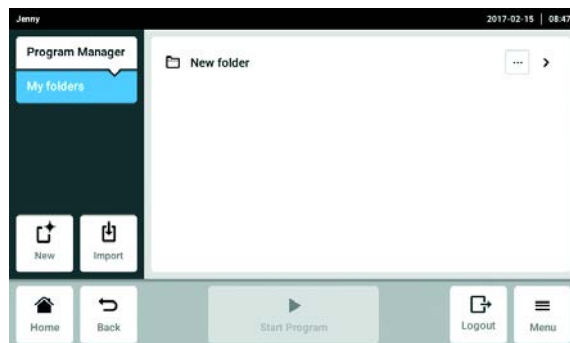 Jenny
2017-02-15 | 08:47
Program Manager
My folders
New folder
...
New
Import
Home
Back
Start Program
Logout
Menu